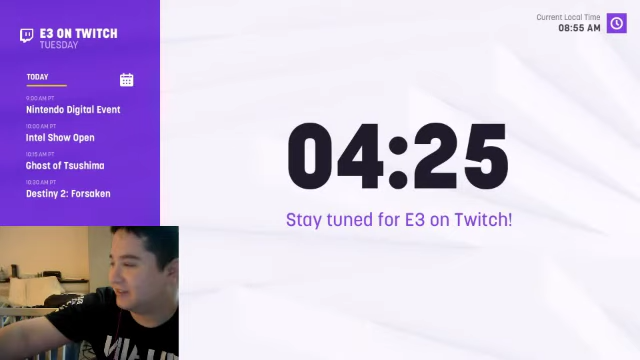 E3 ON TWITCH
TUESDAY
TODAY
9:00 AM PT
Nintendo Digital Event
10:00 AM PT
Intel Show Open
10:15 AM PT
Ghost of Tsushima
10:30 AM PT
Destiny 2: Forsaken
Current Local Time
08:55 AM
04:25
Stay tuned for E3 on Twitch!